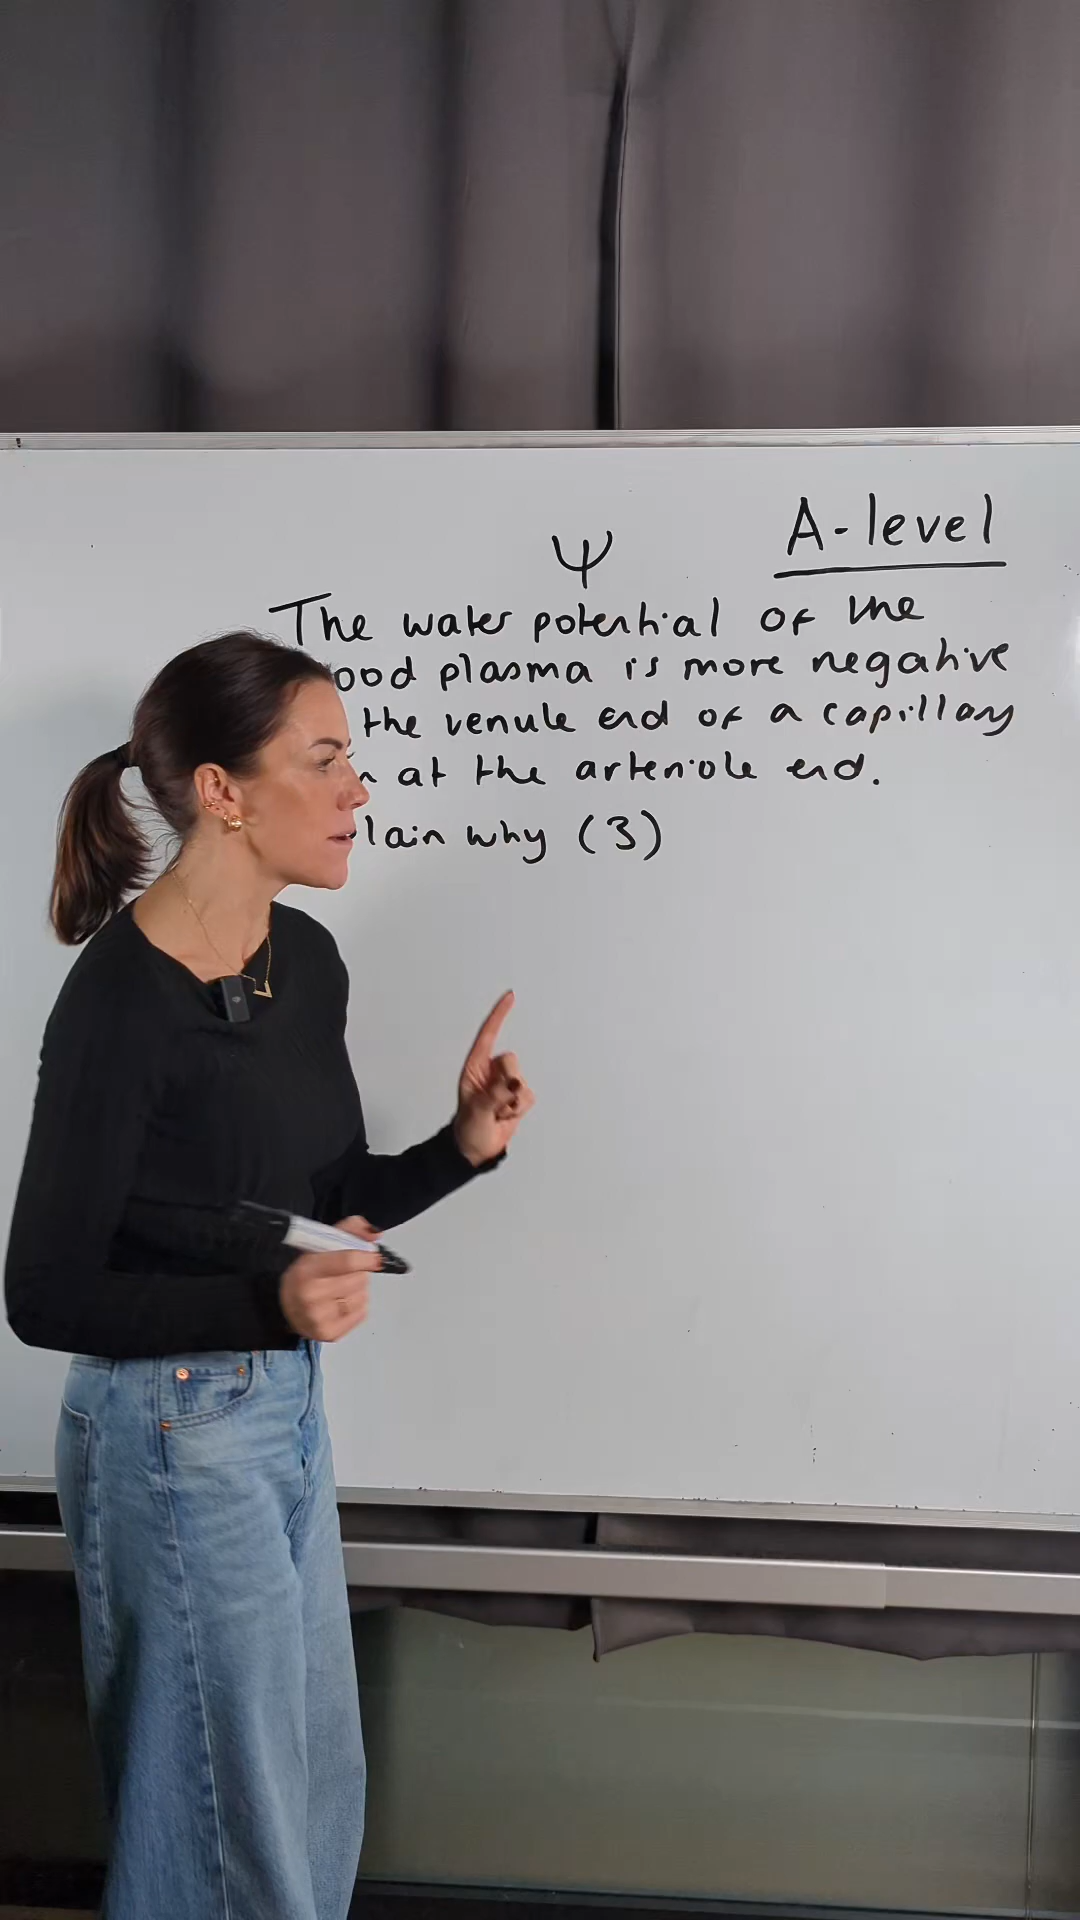 A-level
Ψ
The water potential of the
ood plasma is more negative
the venule end of a capillary
n at the arteriole end.
lain why (3)